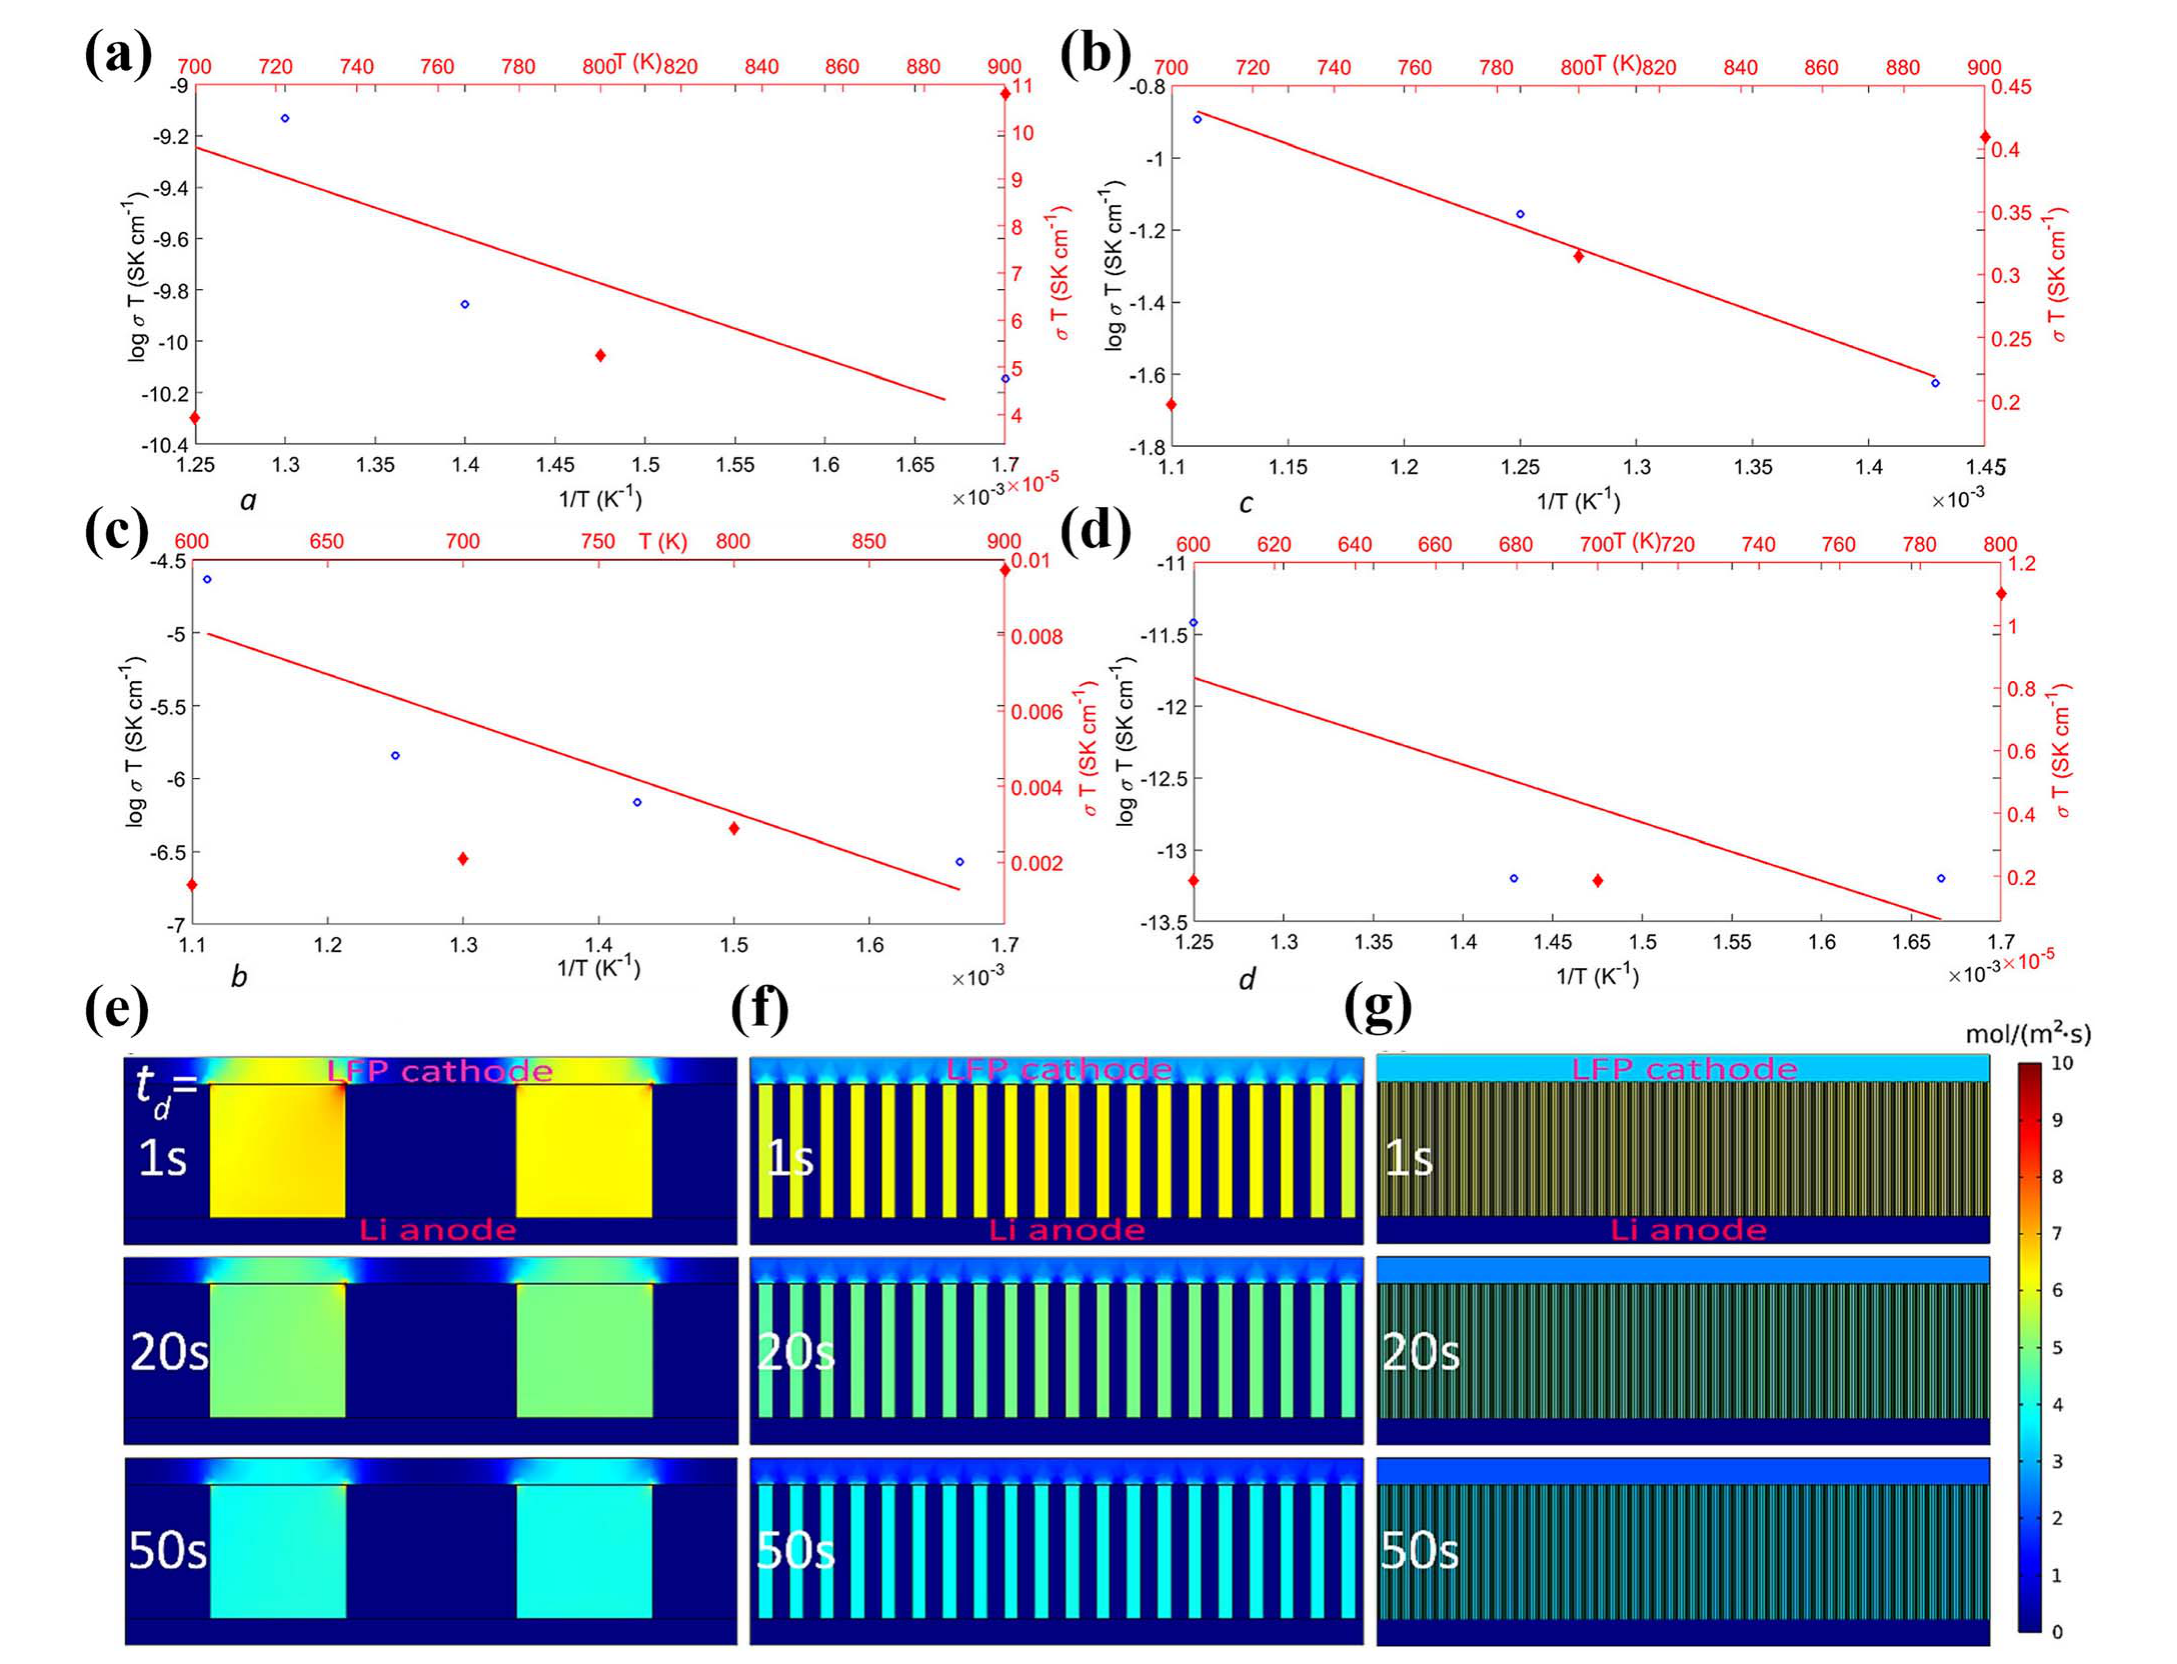 (a)
700 720 740 760 780 800 T (K) 820 840 860 880 900
-9
-9.2
-9.4
-9.6
-9.8
-10
-10.2
-10.4
log σ T (SK cm-1)
11
10
9
8
7
6
5
4
σ T (SK cm-1)
1.25 1.3 1.35 1.4 1.45 1.5 1.55 1.6 1.65 1.7
a
1/T (K-1)
×10-3 ×10-5
(b)
700 720 740 760 780 800 T (K) 820 840 860 880 900
-0.8
-1
-1.2
-1.4
-1.6
-1.8
log σ T (SK cm-1)
0.45
0.4
0.35
0.3
0.25
0.2
σ T (SK cm-1)
1.1 1.15 1.2 1.25 1.3 1.35 1.4 1.45
c
1/T (K-1)
×10-3
(c)
600 650 700 750 T (K) 800 850 900
-4.5
-5
-5.5
-6
-6.5
-7
log σ T (SK cm-1)
0.01
0.008
0.006
0.004
0.002
σ T (SK cm-1)
1.1 1.2 1.3 1.4 1.5 1.6 1.7
b
1/T (K-1)
×10-3
(d)
600 620 640 660 680 700 T (K) 720 740 760 780 800
-11
-11.5
-12
-12.5
-13
-13.5
log σ T (SK cm-1)
1.2
1
0.8
0.6
0.4
0.2
σ T (SK cm-1)
1.25 1.3 1.35 1.4 1.45 1.5 1.55 1.6 1.65 1.7
d
1/T (K-1)
×10-3 ×10-5
(e)
LFP cathode
td =
1s
Li anode
20s
50s
(f)
LFP cathode
1s
Li anode
20s
50s
(g)
LFP cathode
1s
Li anode
20s
50s
mol/(m²·s)
10
9
8
7
6
5
4
3
2
1
0